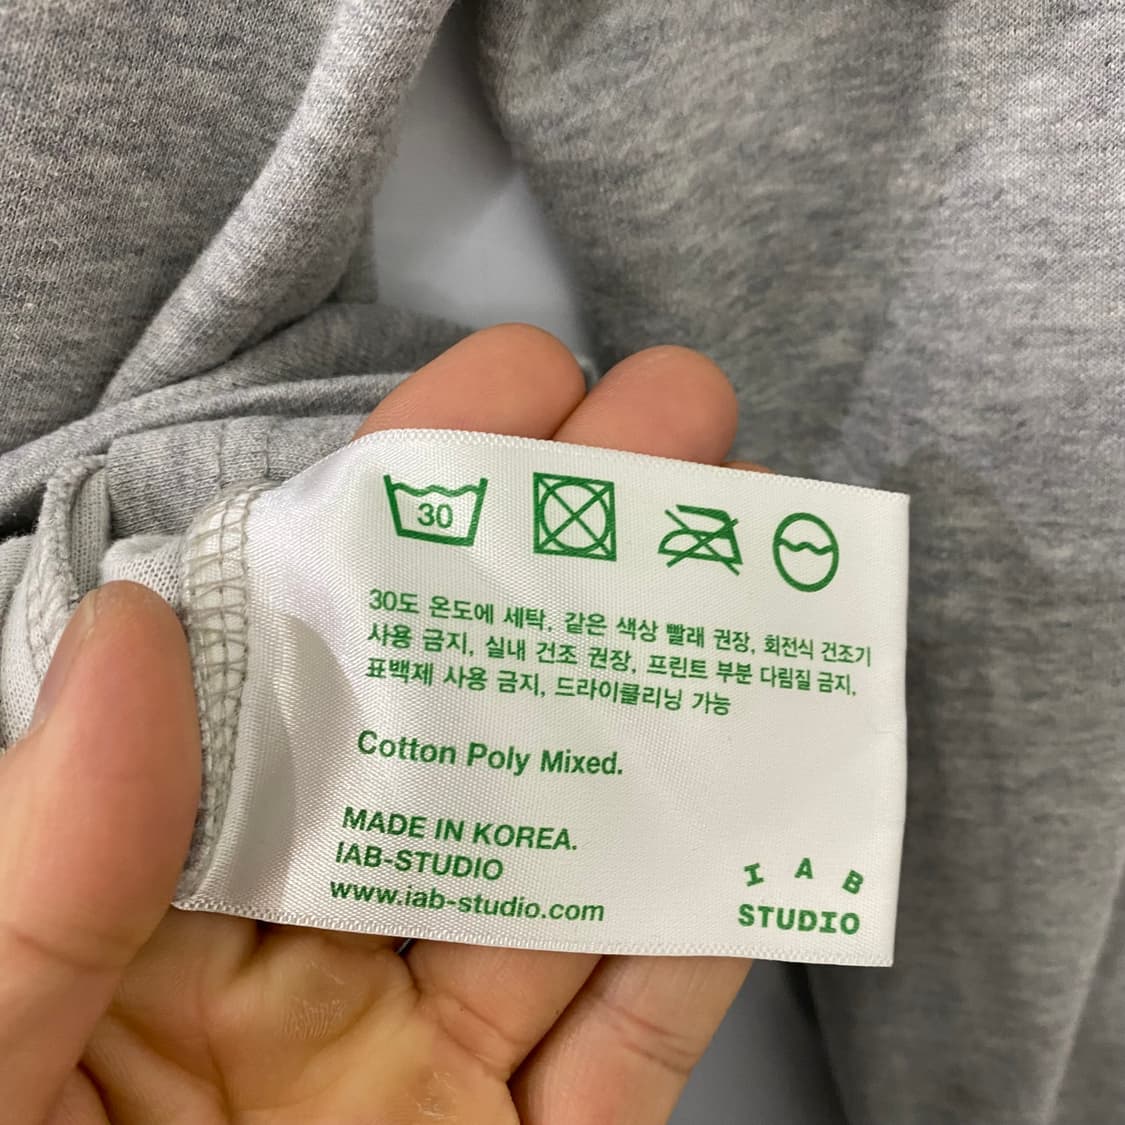 30
30도 온도에 세탁, 같은 색상 빨래 권장, 회전식 건조기
사용 금지, 실내 건조 권장, 프린트 부분 다림질 금지,
표백제 사용 금지, 드라이클리닝 가능
Cotton Poly Mixed.
MADE IN KOREA.
IAB-STUDIO
www.iab-studio.com
I A B
STUDIO